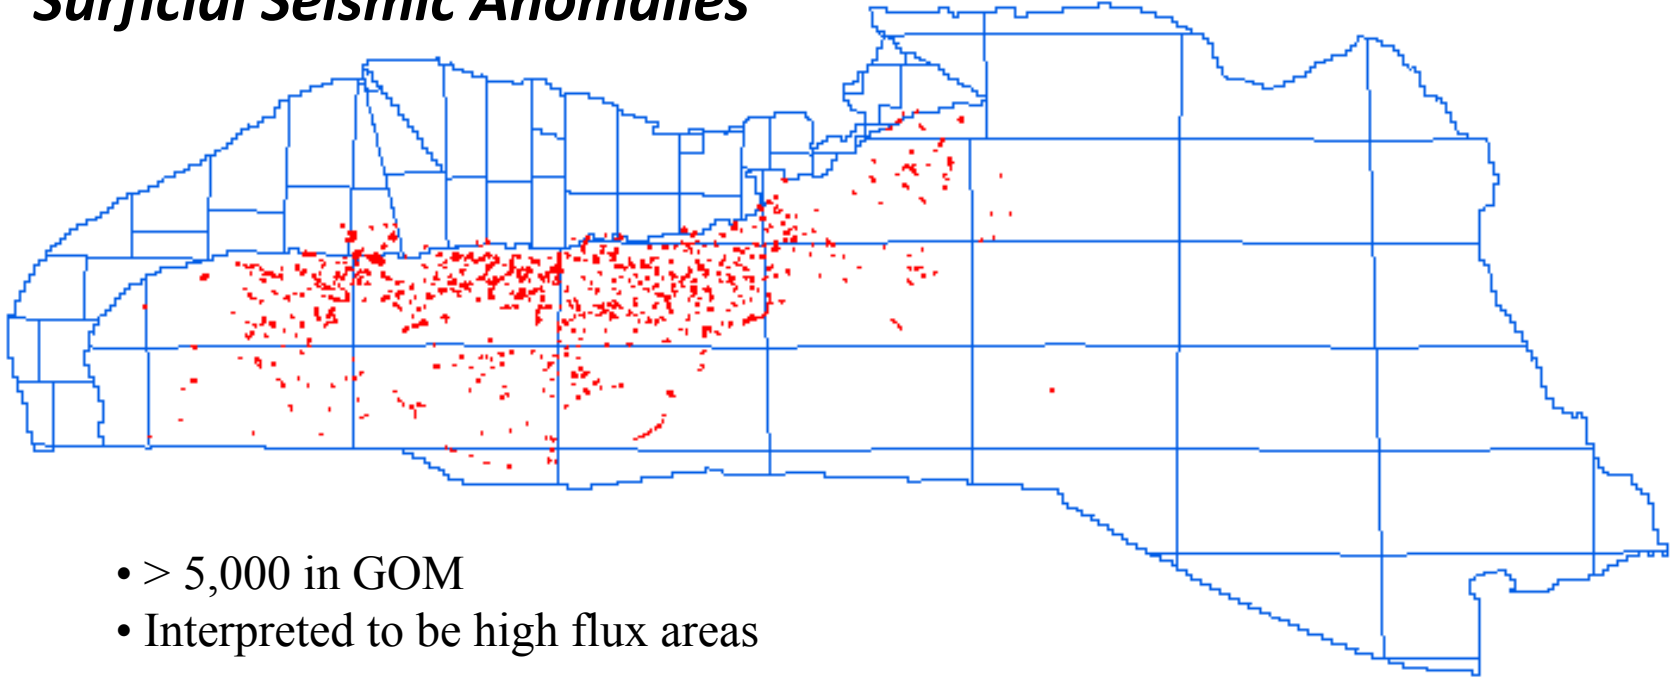 Surficial Seismic Anomalies
• > 5,000 in GOM
• Interpreted to be high flux areas